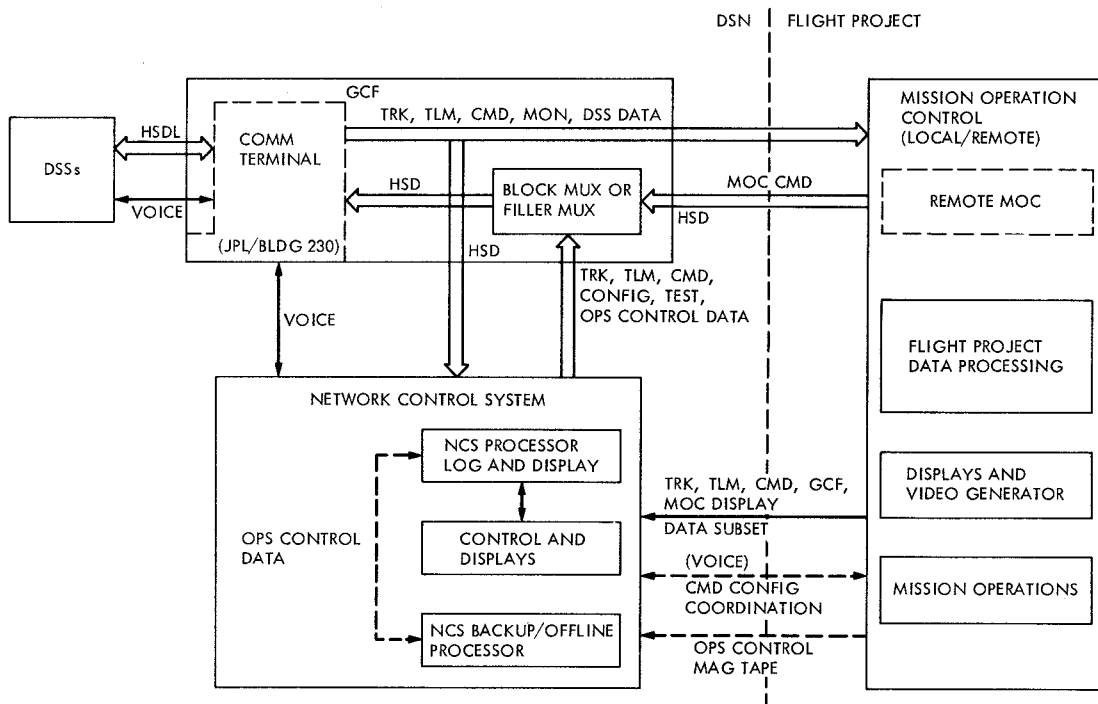 DSN
FLIGHT PROJECT
GCF
TRK, TLM, CMD, MON, DSS DATA
MISSION OPERATION
CONTROL
(LOCAL/REMOTE)
DSSs
HSDL
VOICE
COMM
TERMINAL
(JPL/BLDG 230)
HSD
BLOCK MUX OR
FILLER MUX
MOC CMD
HSD
REMOTE MOC
HSD
TRK, TLM, CMD,
CONFIG, TEST,
OPS CONTROL DATA
VOICE
FLIGHT PROJECT
DATA PROCESSING
NETWORK CONTROL SYSTEM
NCS PROCESSOR
LOG AND DISPLAY
OPS CONTROL
DATA
CONTROL AND
DISPLAYS
NCS BACKUP/OFFLINE
PROCESSOR
TRK, TLM, CMD, GCF,
MOC DISPLAY
DATA SUBSET
DISPLAYS AND
VIDEO GENERATOR
(VOICE)
CMD CONFIG
COORDINATION
MISSION OPERATIONS
OPS CONTROL
MAG TAPE